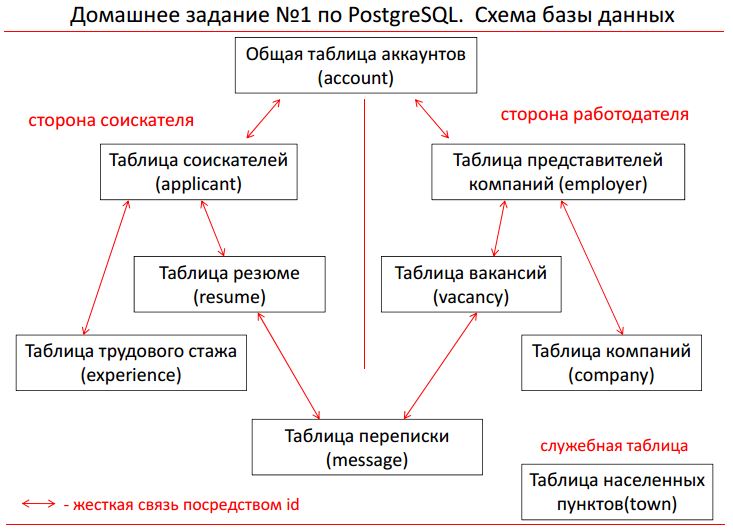 Домашнее задание №1 по PostgreSQL. Схема базы данных
Общая таблица аккаунтов
(account)
сторона соискателя
сторона работодателя
Таблица соискателей
(applicant)
Таблица представителей
компаний (employer)
Таблица резюме
(resume)
Таблица вакансий
(vacancy)
Таблица трудового стажа
(experience)
Таблица компаний
(company)
Таблица переписки
(message)
служебная таблица
Таблица населенных
пунктов(town)
- жесткая связь посредством id